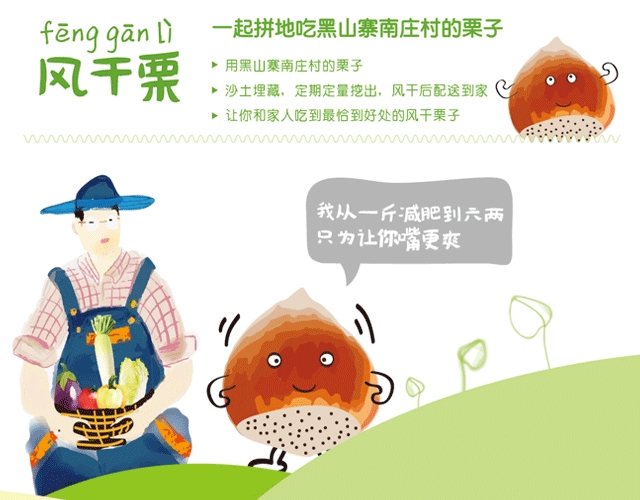 fēng gān lì
风干栗
一起拼地吃黑山寨南庄村的栗子
用黑山寨南庄村的栗子
沙土埋藏，定期定量挖出，风干后配送到家
让你和家人吃到最恰到好处的风干栗子
我从一斤减肥到六两
只为让你嘴更爽